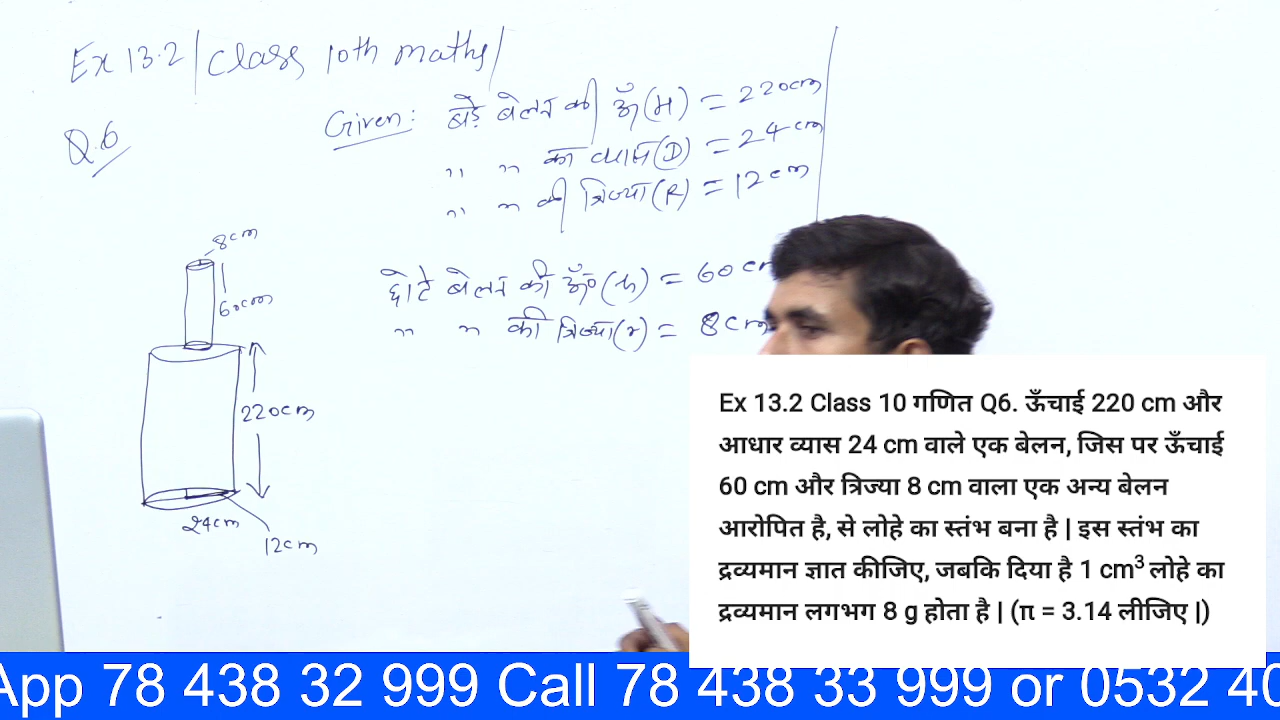 Ex 13.2 | Class 10th maths |
Q.6
Given: बड़े बेलन की ऊँ (H) = 220cm
" " का व्यास (D) = 24cm
" " की त्रिज्या (R) = 12cm
छोटे बेलन की ऊँ० (h) = 60 cm
" " की त्रिज्या (r) = 8cm
8cm
60cm
220cm
24cm
12cm
Ex 13.2 Class 10 गणित Q6. ऊँचाई 220 cm और
आधार व्यास 24 cm वाले एक बेलन, जिस पर ऊँचाई
60 cm और त्रिज्या 8 cm वाला एक अन्य बेलन
आरोपित है, से लोहे का स्तंभ बना है | इस स्तंभ का
द्रव्यमान ज्ञात कीजिए, जबकि दिया है 1 cm³ लोहे का
द्रव्यमान लगभग 8 g होता है | (π = 3.14 लीजिए |)
App 78 438 32 999 Call 78 438 33 999 or 0532 40